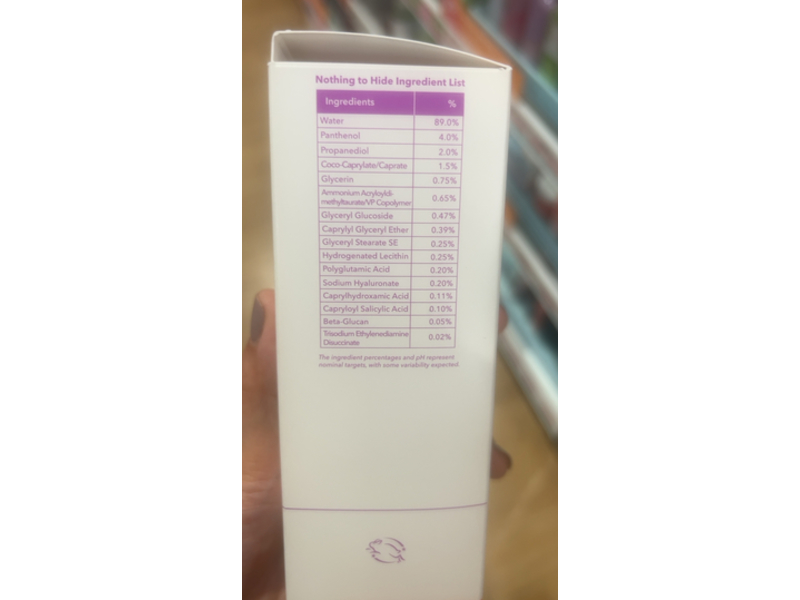 Nothing to Hide Ingredient List
Ingredients %
Water 89.0%
Panthenol 4.0%
Propanediol 2.0%
Coco-Caprylate/Caprate 1.5%
Glycerin 0.75%
Ammonium Acryloyldi-
methyltaurate/VP Copolymer 0.65%
Glyceryl Glucoside 0.47%
Caprylyl Glyceryl Ether 0.39%
Glyceryl Stearate SE 0.25%
Hydrogenated Lecithin 0.25%
Polyglutamic Acid 0.20%
Sodium Hyaluronate 0.20%
Caprylhydroxamic Acid 0.11%
Capryloyl Salicylic Acid 0.10%
Beta-Glucan 0.05%
Trisodium Ethylenediamine
Disuccinate 0.02%
The ingredient percentages and pH represent
nominal targets, with some variability expected.